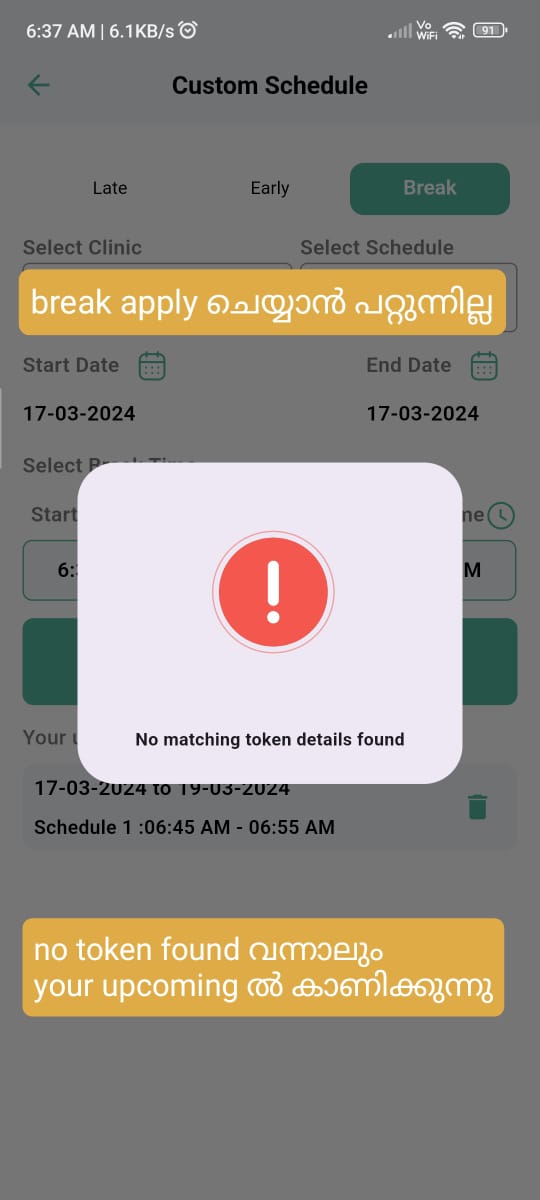 6:37 AM | 6.1KB/s
Vo WiFi 91
Custom Schedule
Late Early Break
Select Clinic Select Schedule
break apply ചെയ്യാൻ പറ്റുന്നില്ല
Start Date End Date
17-03-2024 17-03-2024
Select Break Time
Start
6:
M
No matching token details found
Your
17-03-2024 to 19-03-2024
Schedule 1 :06:45 AM - 06:55 AM
no token found വന്നാലും
your upcoming ൽ കാണിക്കുന്നു